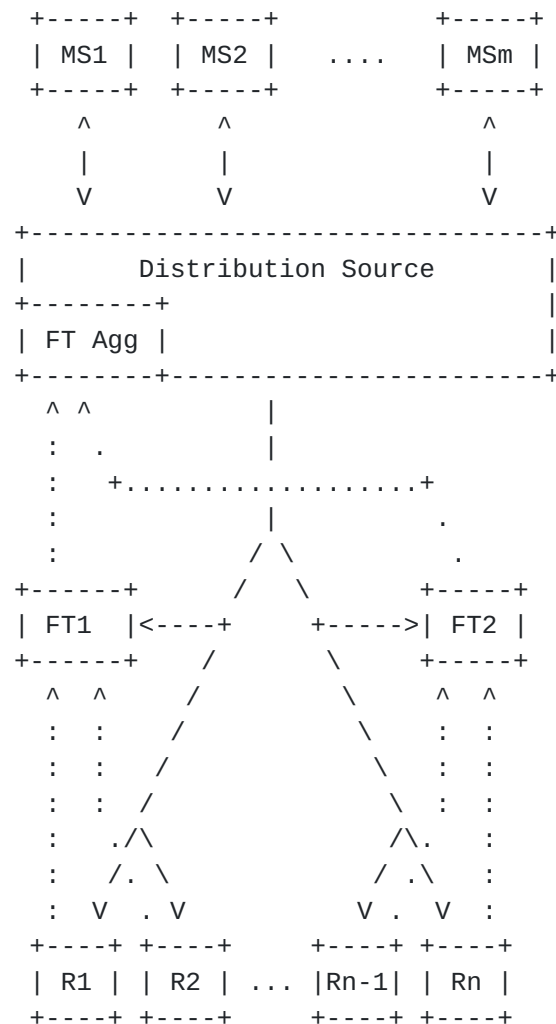 MS1 MS2 .... MSm
Distribution Source
FT Agg
FT1 FT2
R1 R2 ... Rn-1 Rn